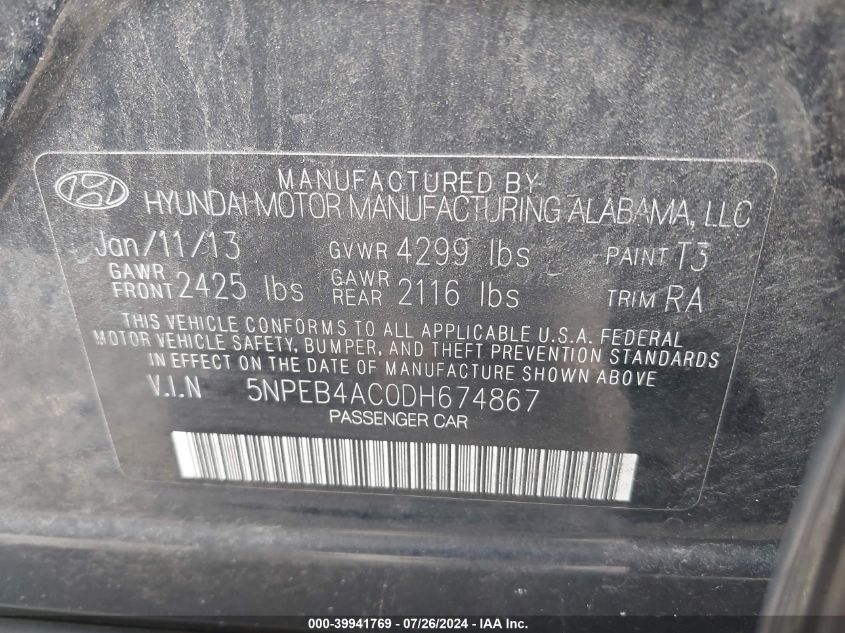 MANUFACTURED BY
HYUNDAI MOTOR MANUFACTURING ALABAMA, LLC
Jan/11/13 GVWR 4299 lbs PAINT T3
GAWR FRONT 2425 lbs GAWR REAR 2116 lbs TRIM RA
THIS VEHICLE CONFORMS TO ALL APPLICABLE U.S.A. FEDERAL
MOTOR VEHICLE SAFETY, BUMPER, AND THEFT PREVENTION STANDARDS
IN EFFECT ON THE DATE OF MANUFACTURE SHOWN ABOVE
V.I.N 5NPEB4AC0DH674867
PASSENGER CAR
000-39941769 - 07/26/2024 - IAA Inc.